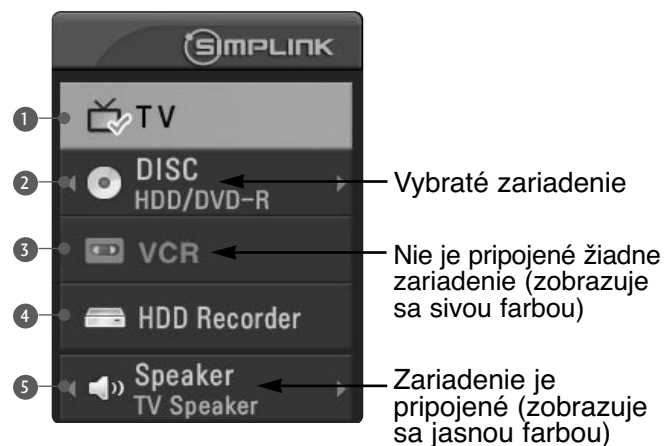 SIMPLINK
1 TV
2 DISC
HDD/DVD-R
Vybraté zariadenie
3 VCR
Nie je pripojené žiadne
zariadenie (zobrazuje
sa sivou farbou)
4 HDD Recorder
5 Speaker
TV Speaker
Zariadenie je
pripojené (zobrazuje
sa jasnou farbou)